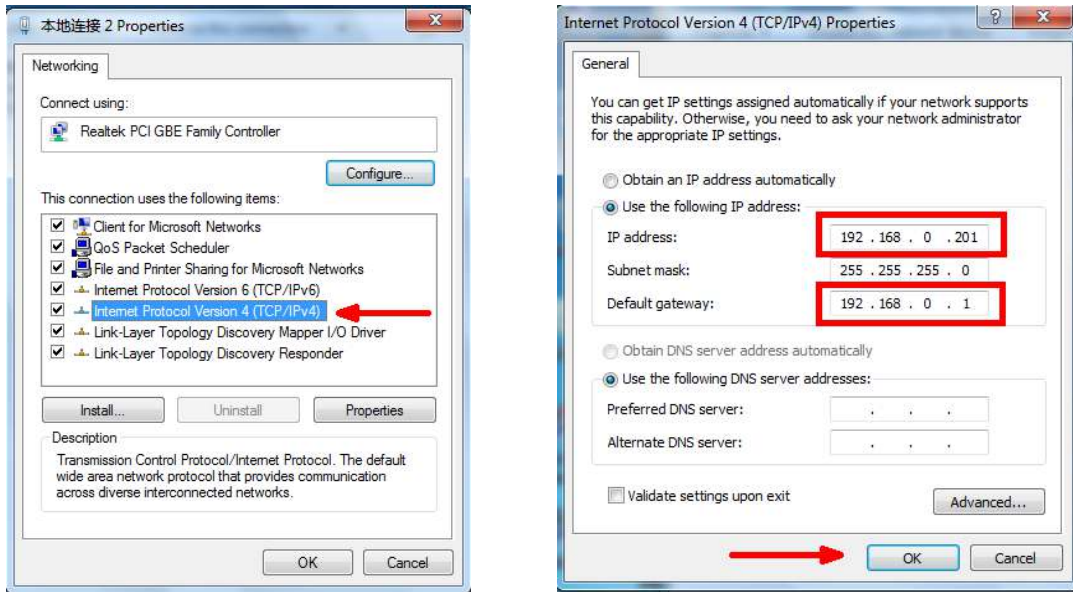 本地连接 2 Properties
Networking
Connect using:
Realtek PCI GBE Family Controller
Configure...
This connection uses the following items:
Client for Microsoft Networks
QoS Packet Scheduler
File and Printer Sharing for Microsoft Networks
Internet Protocol Version 6 (TCP/IPv6)
Internet Protocol Version 4 (TCP/IPv4)
Link-Layer Topology Discovery Mapper I/O Driver
Link-Layer Topology Discovery Responder
Install...
Uninstall
Properties
Description
Transmission Control Protocol/Internet Protocol. The default
wide area network protocol that provides communication
across diverse interconnected networks.
OK
Cancel
Internet Protocol Version 4 (TCP/IPv4) Properties
General
You can get IP settings assigned automatically if your network supports
this capability. Otherwise, you need to ask your network administrator
for the appropriate IP settings.
Obtain an IP address automatically
Use the following IP address:
IP address: 192 . 168 . 0 . 201
Subnet mask: 255 . 255 . 255 . 0
Default gateway: 192 . 168 . 0 . 1
Obtain DNS server address automatically
Use the following DNS server addresses:
Preferred DNS server: . . .
Alternate DNS server: . . .
Validate settings upon exit
Advanced...
OK
Cancel